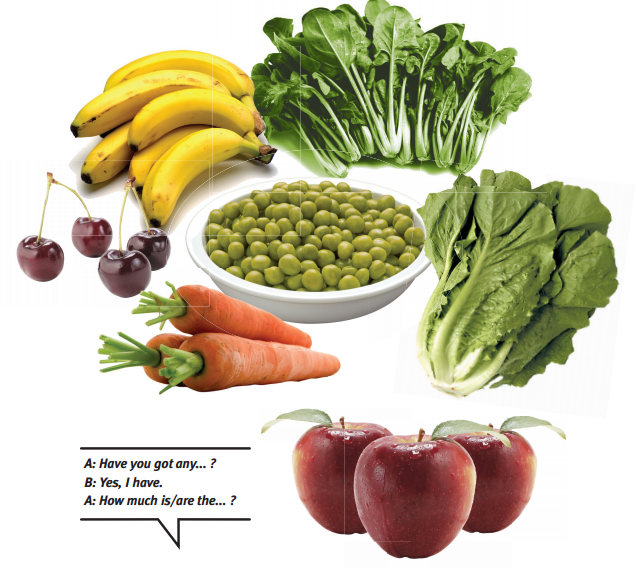 A: Have you got any... ?
B: Yes, I have.
A: How much is/are the... ?